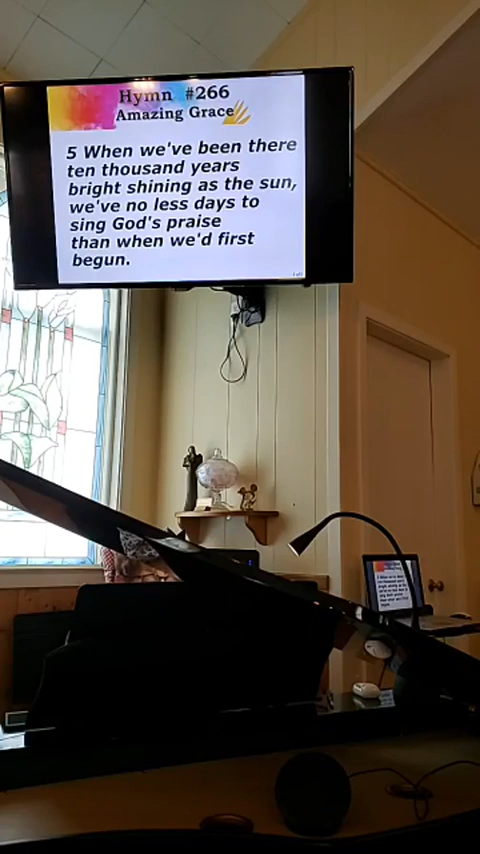 Hymn #266
Amazing Grace
5 When we've been there
ten thousand years
bright shining as the sun,
we've no less days to
sing God's praise
than when we'd first
begun.